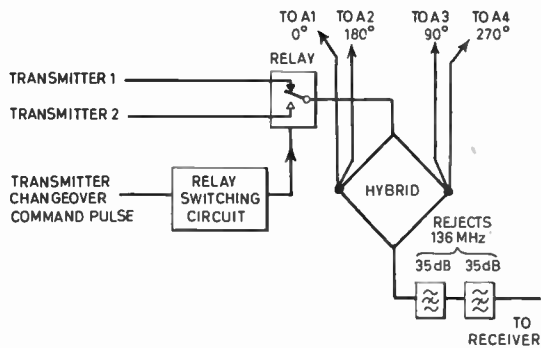 TO A1 TO A2 TO A3 TO A4
0° 180° 90° 270°
RELAY
TRANSMITTER 1
TRANSMITTER 2
TRANSMITTER
CHANGEOVER
COMMAND PULSE
RELAY
SWITCHING
CIRCUIT
HYBRID
REJECTS
136 MHz
35dB 35dB
TO
RECEIVER